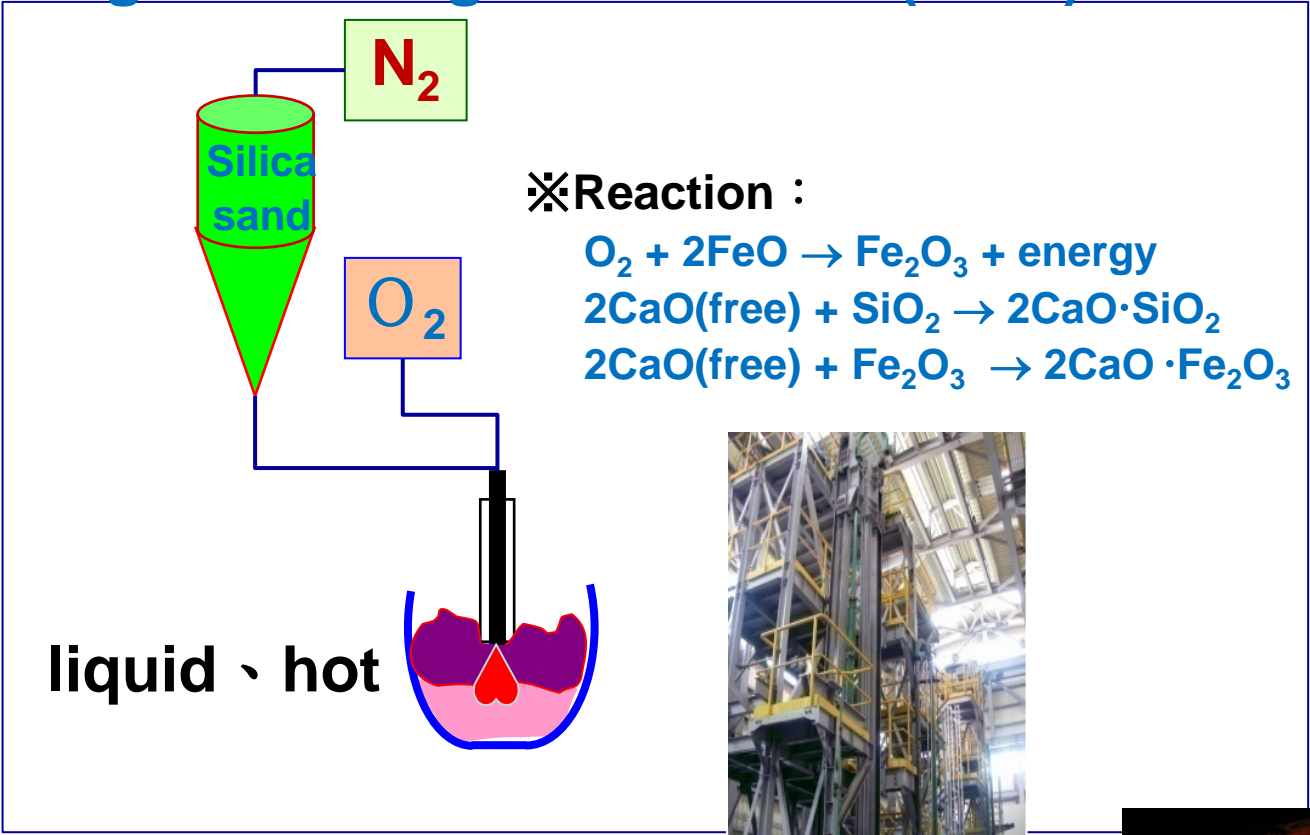 N₂
Silica
sand
O₂
※Reaction：
O₂ + 2FeO → Fe₂O₃ + energy
2CaO(free) + SiO₂ → 2CaO·SiO₂
2CaO(free) + Fe₂O₃ → 2CaO·Fe₂O₃
liquid、hot